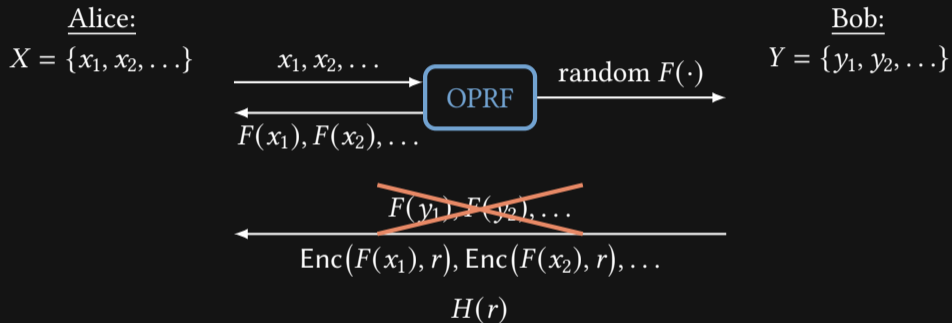 Alice:
X = {x₁, x₂, …}
Bob:
Y = {y₁, y₂, …}
x₁, x₂, …
OPRF
random F(·)
F(x₁), F(x₂), …
F(y₁), F(y₂), …
Enc(F(x₁), r), Enc(F(x₂), r), …
H(r)